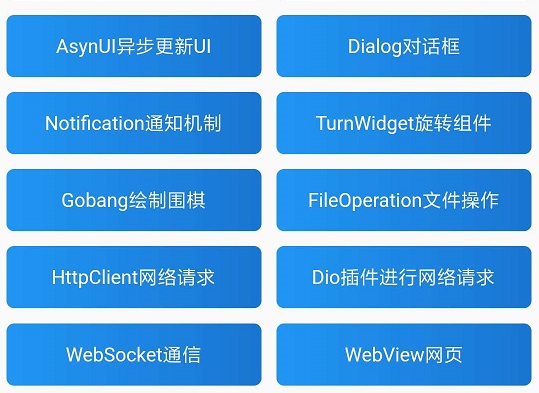 AsynUI异步更新UI
Dialog对话框
Notification通知机制
TurnWidget旋转组件
Gobang绘制围棋
FileOperation文件操作
HttpClient网络请求
Dio插件进行网络请求
WebSocket通信
WebView网页